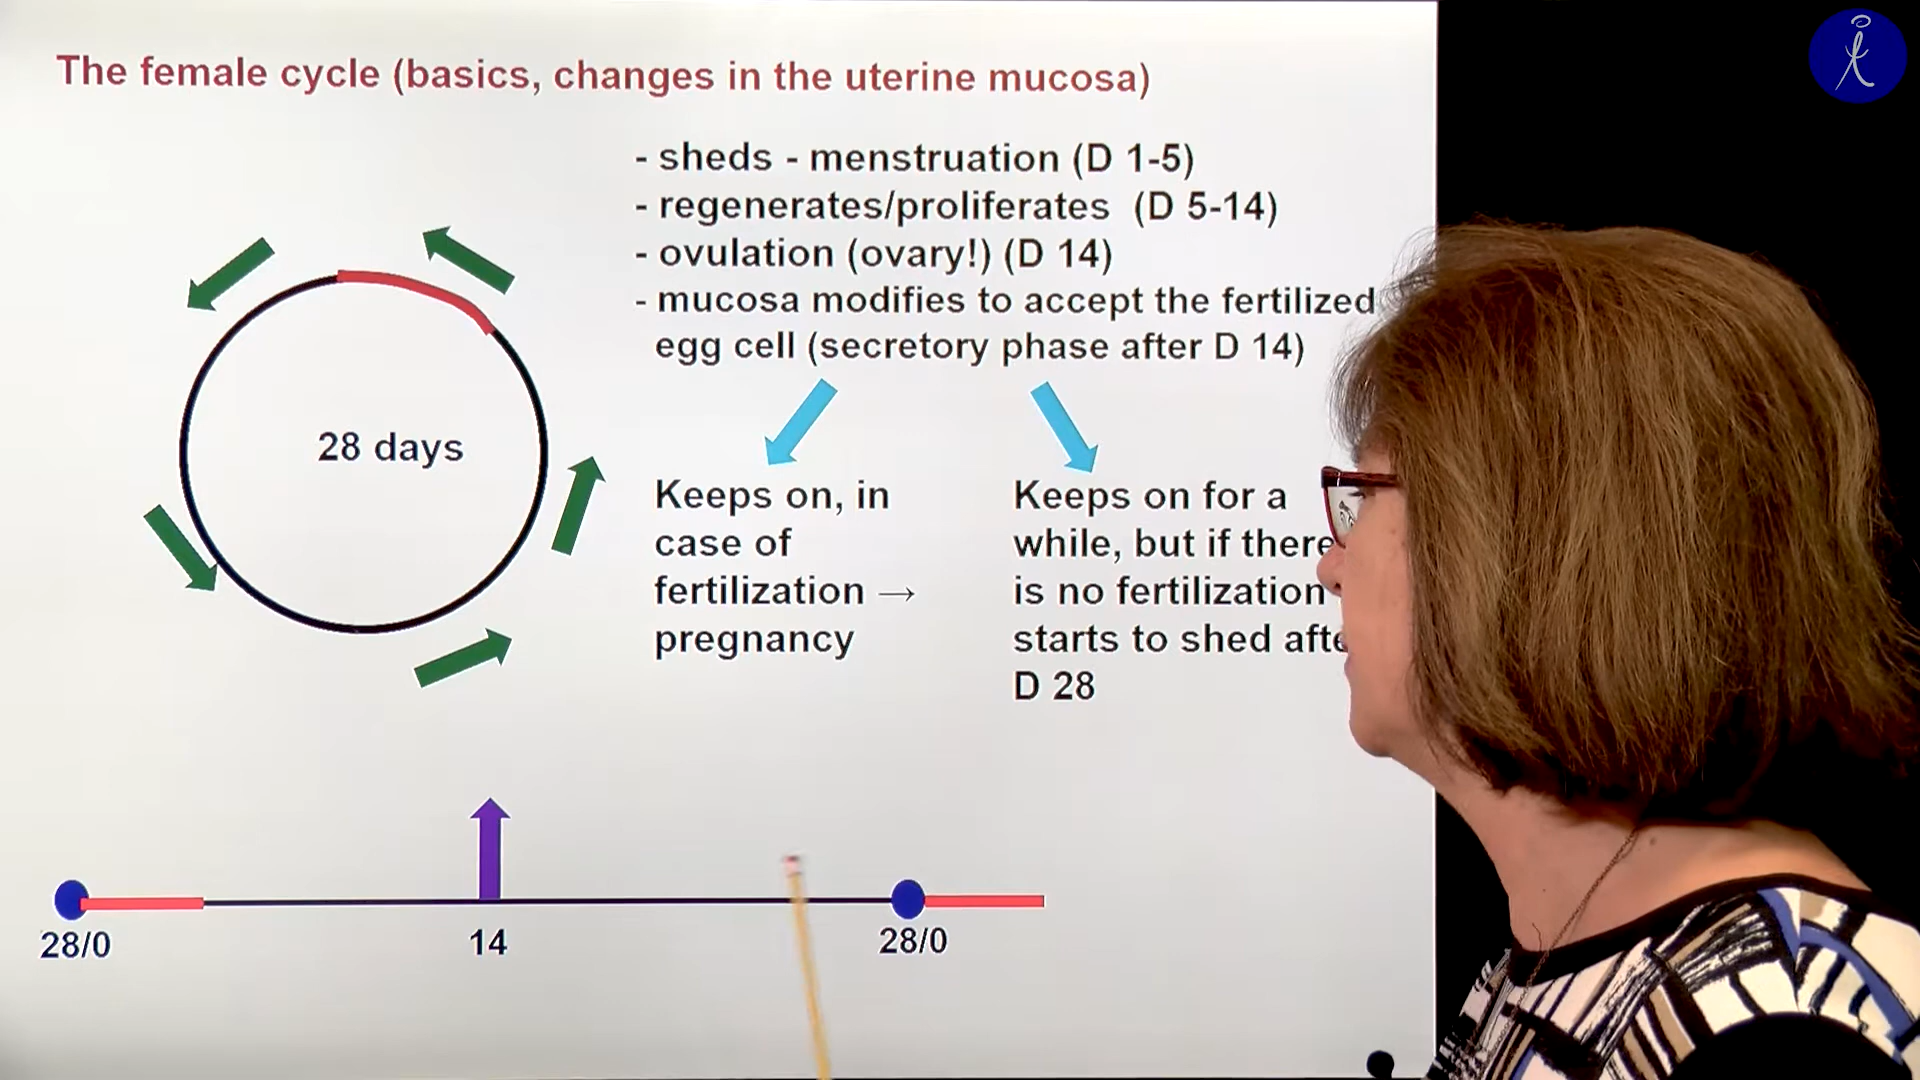 The female cycle (basics, changes in the uterine mucosa)
- sheds - menstruation (D 1-5)
- regenerates/proliferates (D 5-14)
- ovulation (ovary!) (D 14)
- mucosa modifies to accept the fertilized
egg cell (secretory phase after D 14)
28 days
Keeps on, in
case of
fertilization →
pregnancy
Keeps on for a
while, but if there
is no fertilization
starts to shed
D 28
28/0
14
28/0